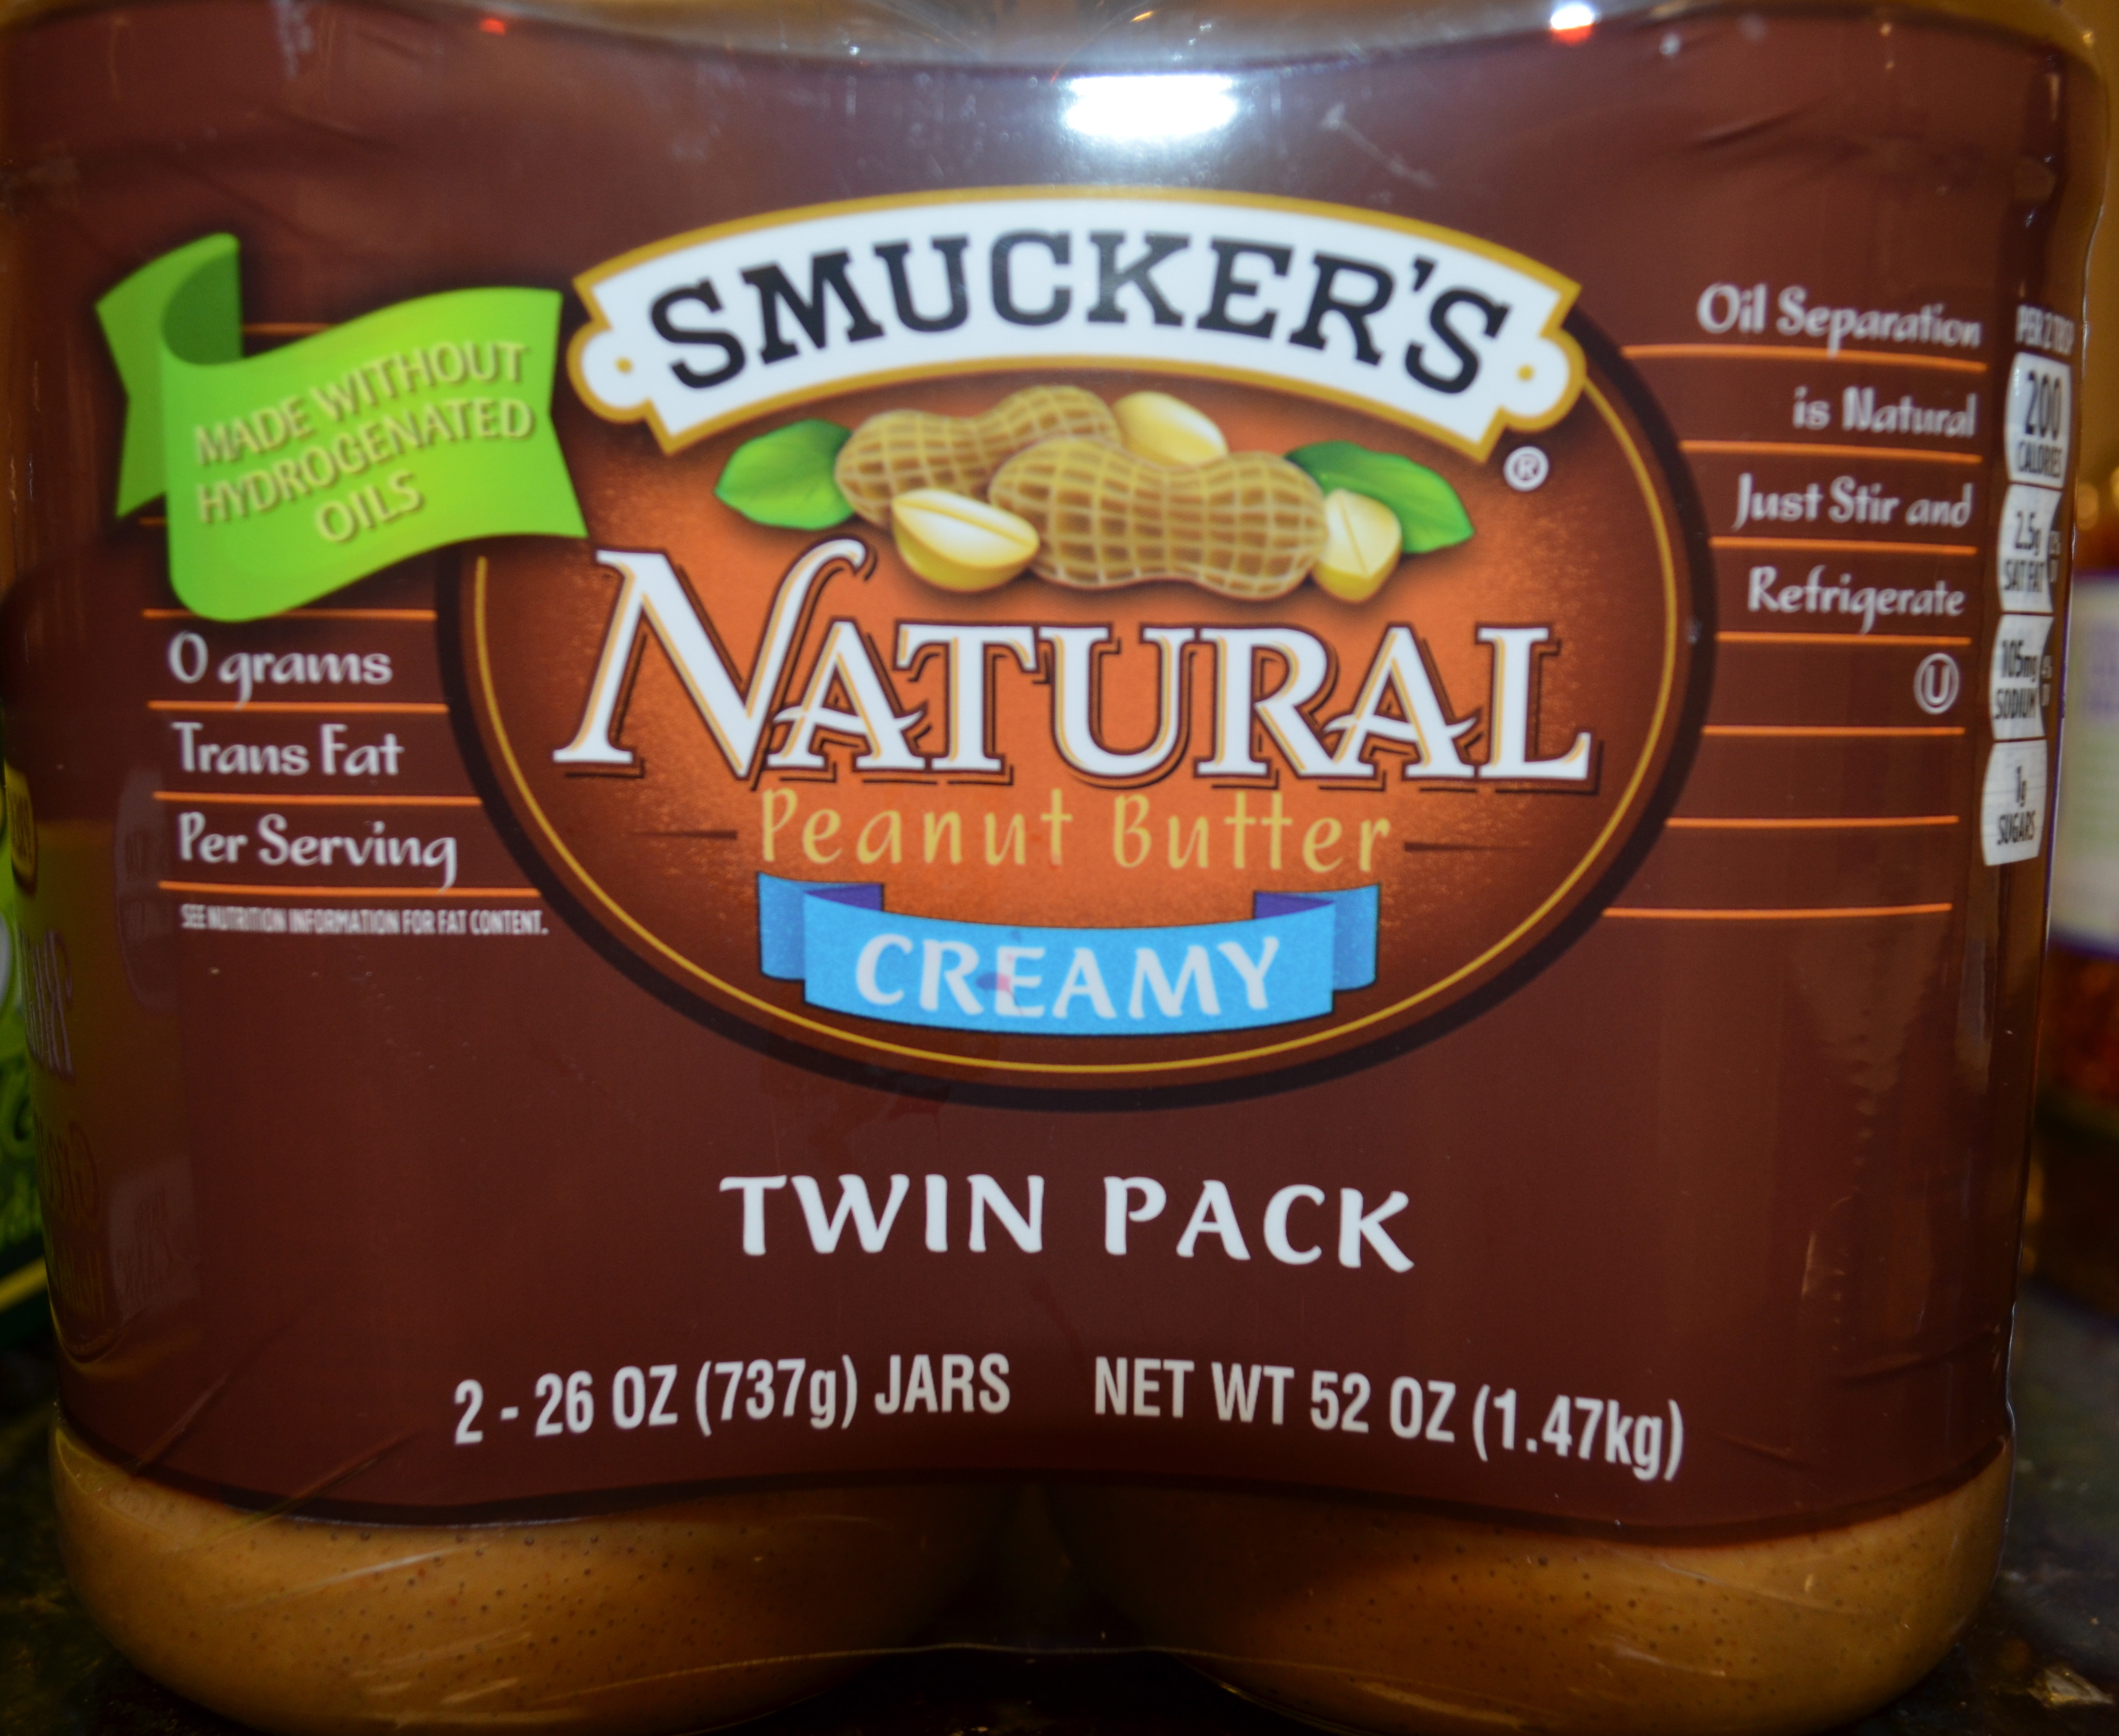 SMUCKER'S
®
NATURAL
Peanut Butter
CREAMY
MADE WITHOUT
HYDROGENATED
OILS
0 grams
Trans Fat
Per Serving
SEE NUTRITION INFORMATION FOR FAT CONTENT.
Oil Separation
is Natural
Just Stir and
Refrigerate
U
PER 2
200
CALORIES
2.5g
SAT FAT
105mg
SODIUM
1g
SUGARS
TWIN PACK
2 - 26 OZ (737g) JARS NET WT 52 OZ (1.47kg)